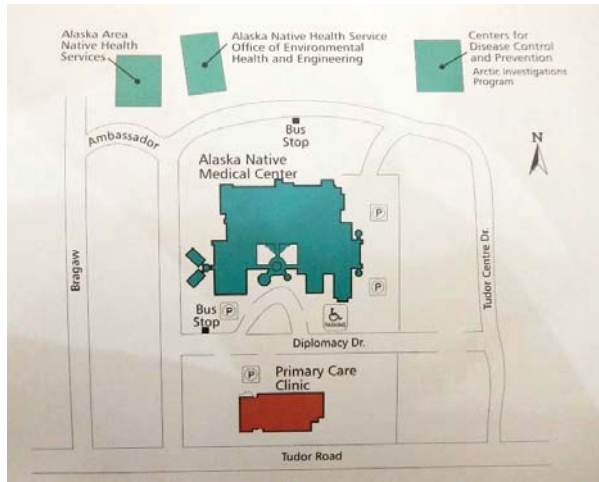 Alaska Area
Native Health
Services
Alaska Native Health Service
Office of Environmental
Health and Engineering
Centers for
Disease Control
and Prevention
Arctic Investigations
Program
Ambassador
Bus
Stop
N
Alaska Native
Medical Center
P
Bragaw
Tudor Centre Dr.
P
Bus
Stop
P
PARKING
Diplomacy Dr.
P
Primary Care
Clinic
Tudor Road